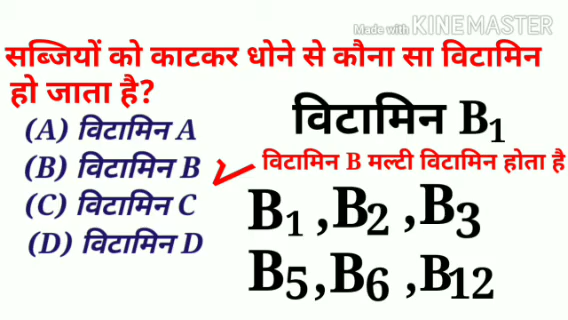 Made with KINEMASTER
सब्जियों को काटकर धोने से कौना सा विटामिन
हो जाता है?
(A) विटामिन A
(B) विटामिन B
(C) विटामिन C
(D) विटामिन D
विटामिन B1
विटामिन B मल्टी विटामिन होता है
B1 ,B2 ,B3
B5,B6 ,B12